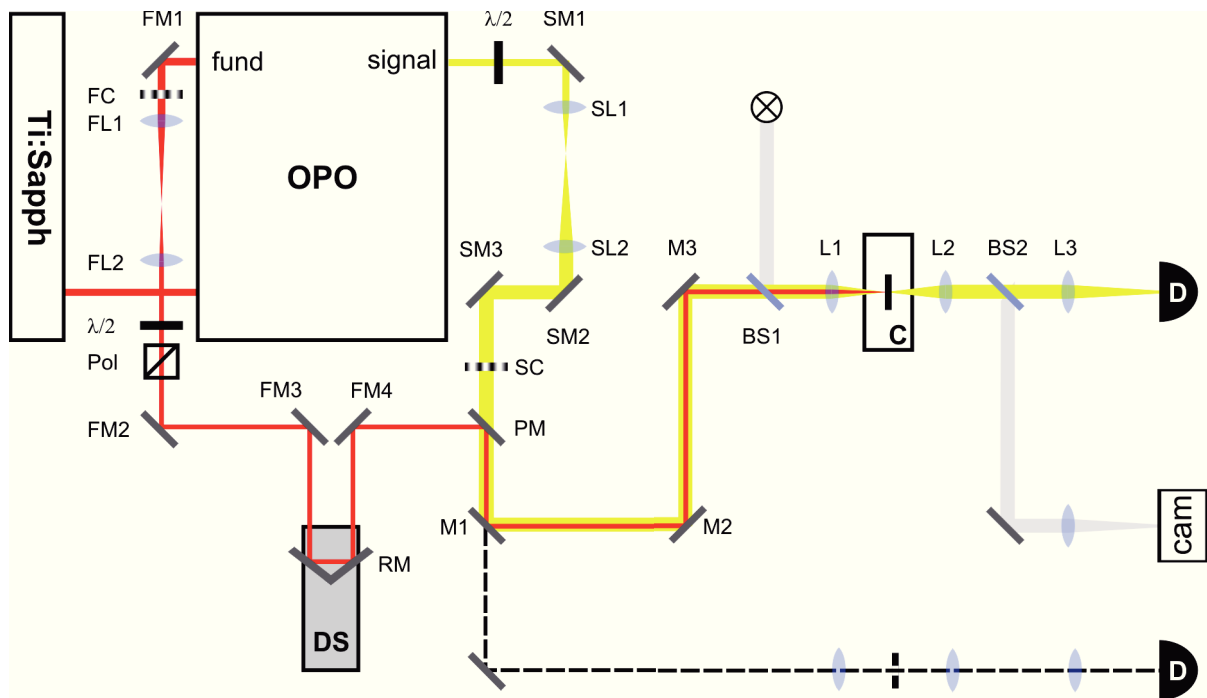 FM1
SM1
λ/2
fund
signal
FC
FL1
SL1
Ti:Sapph
OPO
FL2
SM3
SL2
M3
L1
L2
BS2
L3
D
λ/2
SM2
BS1
C
Pol
SC
FM3
FM4
FM2
PM
M1
M2
RM
cam
DS
D